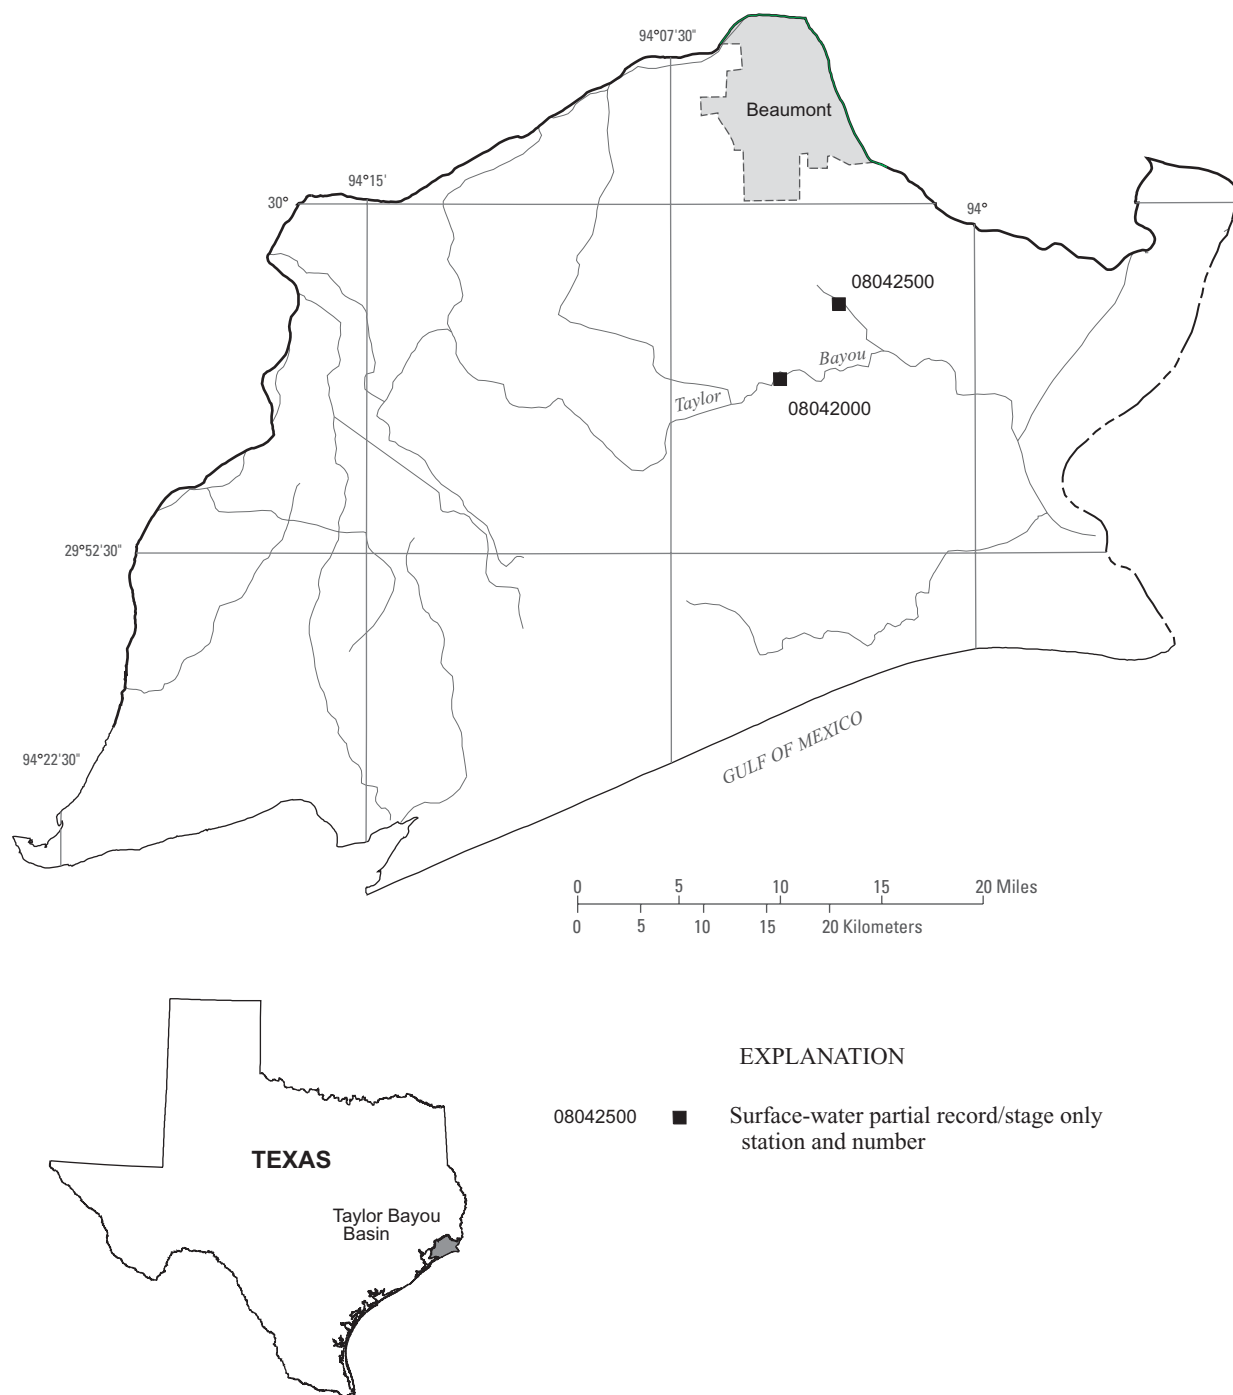 94°07'30"
Beaumont
94°15'
30°
94°
08042500
Bayou
Taylor
08042000
29°52'30"
94°22'30"
GULF OF MEXICO
0 5 10 15 20 Miles
0 5 10 15 20 Kilometers
EXPLANATION
08042500 Surface-water partial record/stage only
station and number
TEXAS
Taylor Bayou
Basin